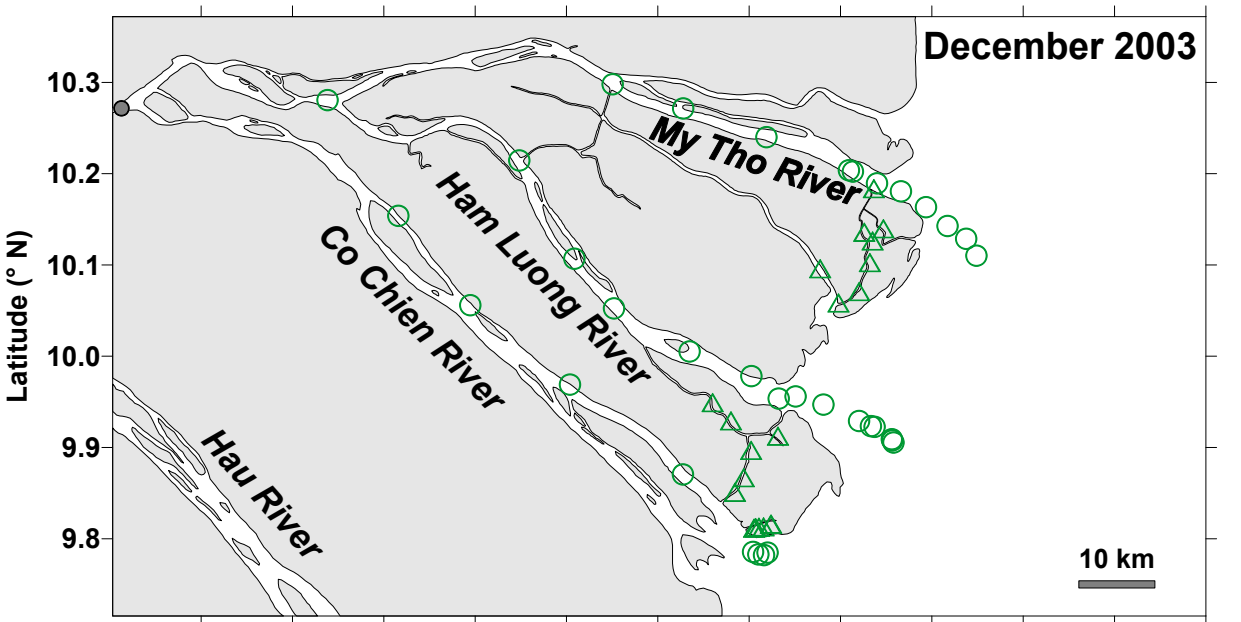 December 2003
10.3
10.2
10.1
10.0
9.9
9.8
Latitude (° N)
My Tho River
Ham Luong River
Co Chien River
Hau River
10 km